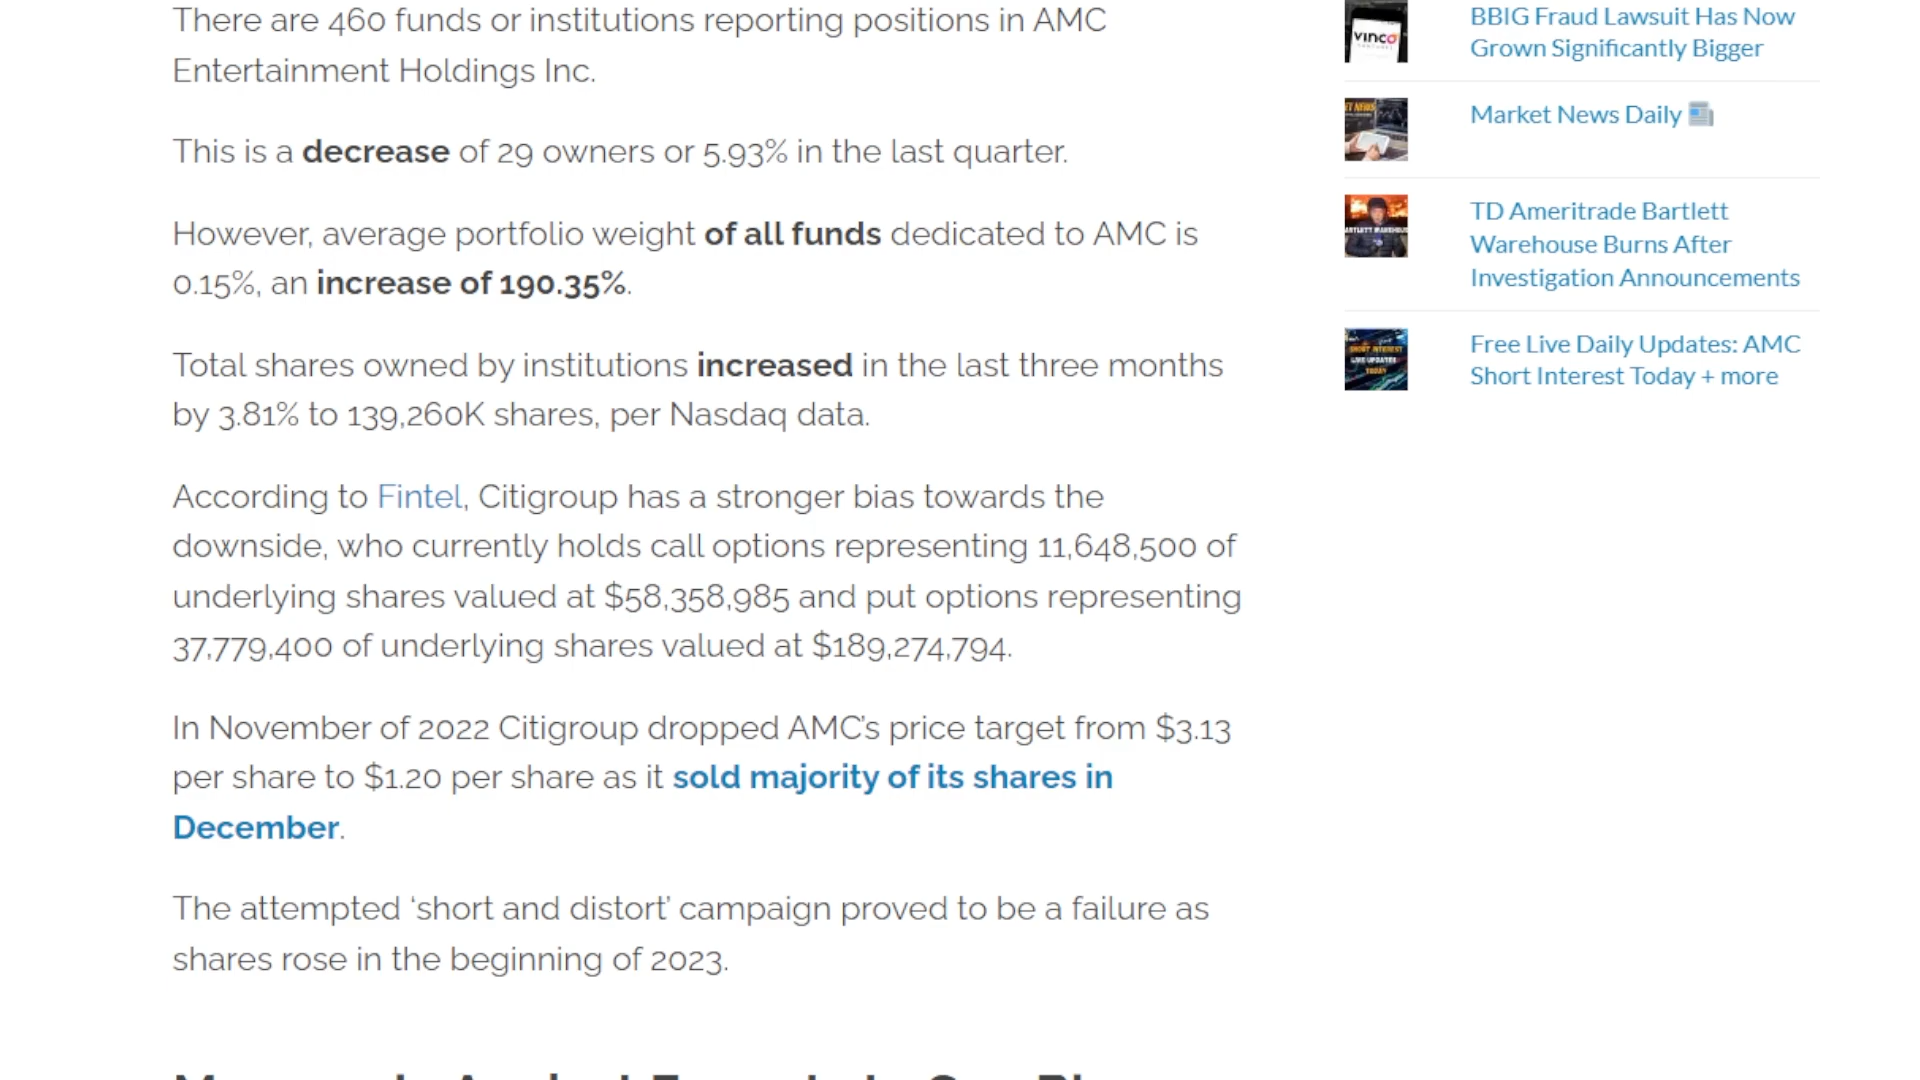 There are 460 funds or institutions reporting positions in AMC
Entertainment Holdings Inc.
This is a decrease of 29 owners or 5.93% in the last quarter.
However, average portfolio weight of all funds dedicated to AMC is
0.15%, an increase of 190.35%.
Total shares owned by institutions increased in the last three months
by 3.81% to 139,260K shares, per Nasdaq data.
According to Fintel, Citigroup has a stronger bias towards the
downside, who currently holds call options representing 11,648,500 of
underlying shares valued at $58,358,985 and put options representing
37,779,400 of underlying shares valued at $189,274,794.
In November of 2022 Citigroup dropped AMC's price target from $3.13
per share to $1.20 per share as it sold majority of its shares in
December.
The attempted ‘short and distort’ campaign proved to be a failure as
shares rose in the beginning of 2023.
vinco
BBIG Fraud Lawsuit Has Now
Grown Significantly Bigger
Market News Daily
TD Ameritrade Bartlett
Warehouse Burns After
Investigation Announcements
SHORT INTEREST
LIVE UPDATES
TODAY
Free Live Daily Updates: AMC
Short Interest Today + more